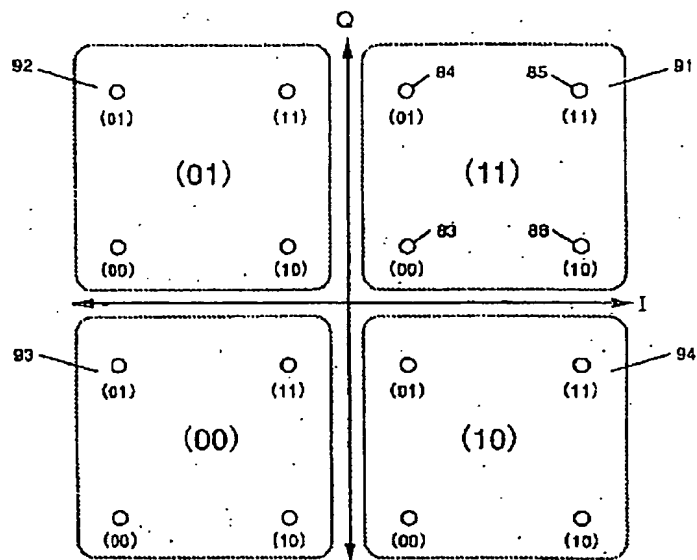 Q
92 84 85 91
(01) (11) (01) (11)
(01) (11)
83 86
(00) (10) (00) (10)
I
93 94
(01) (11) (01) (11)
(00) (10)
(00) (10) (00) (10)